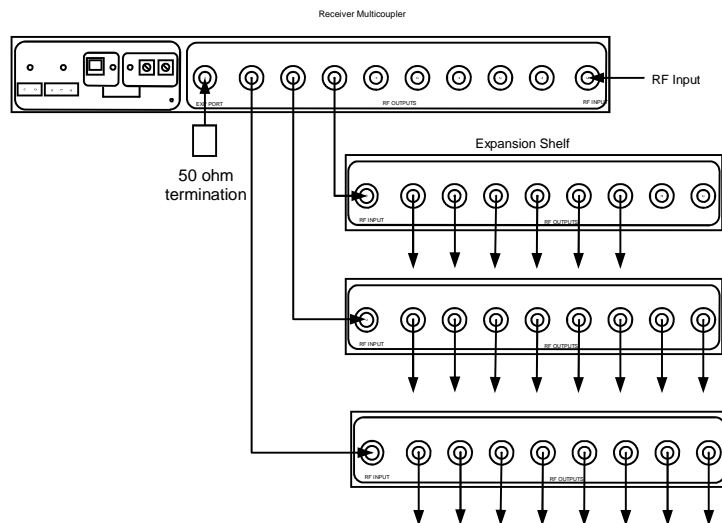 Receiver Multicoupler
EXP PORT
RF OUTPUTS
RF INPUT
RF Input
50 ohm
termination
Expansion Shelf
RF INPUT
RF OUTPUTS
RF INPUT
RF OUTPUTS
RF INPUT
RF OUTPUTS